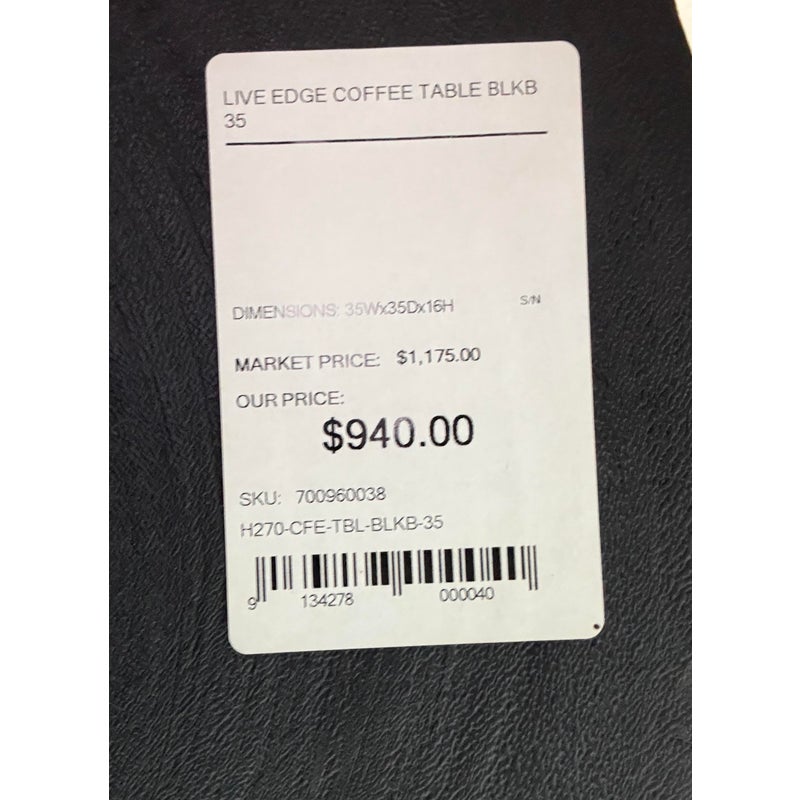 LIVE EDGE COFFEE TABLE BLKB
35
DIMENSIONS: 35Wx35Dx16H S/N
MARKET PRICE: $1,175.00
OUR PRICE:
$940.00
SKU: 700960038
H270-CFE-TBL-BLKB-35
9 134278 000040